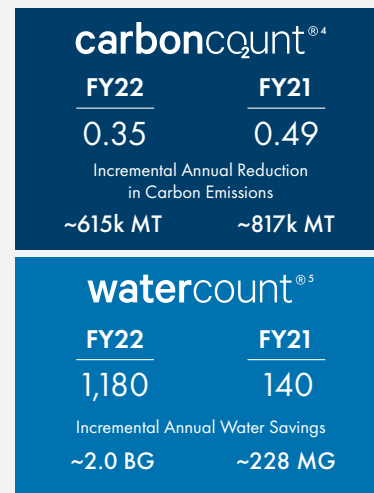 carbonco₂unt®⁴
FY22 FY21
0.35 0.49
Incremental Annual Reduction
in Carbon Emissions
~615k MT ~817k MT
watercount®⁵
FY22 FY21
1,180 140
Incremental Annual Water Savings
~2.0 BG ~228 MG